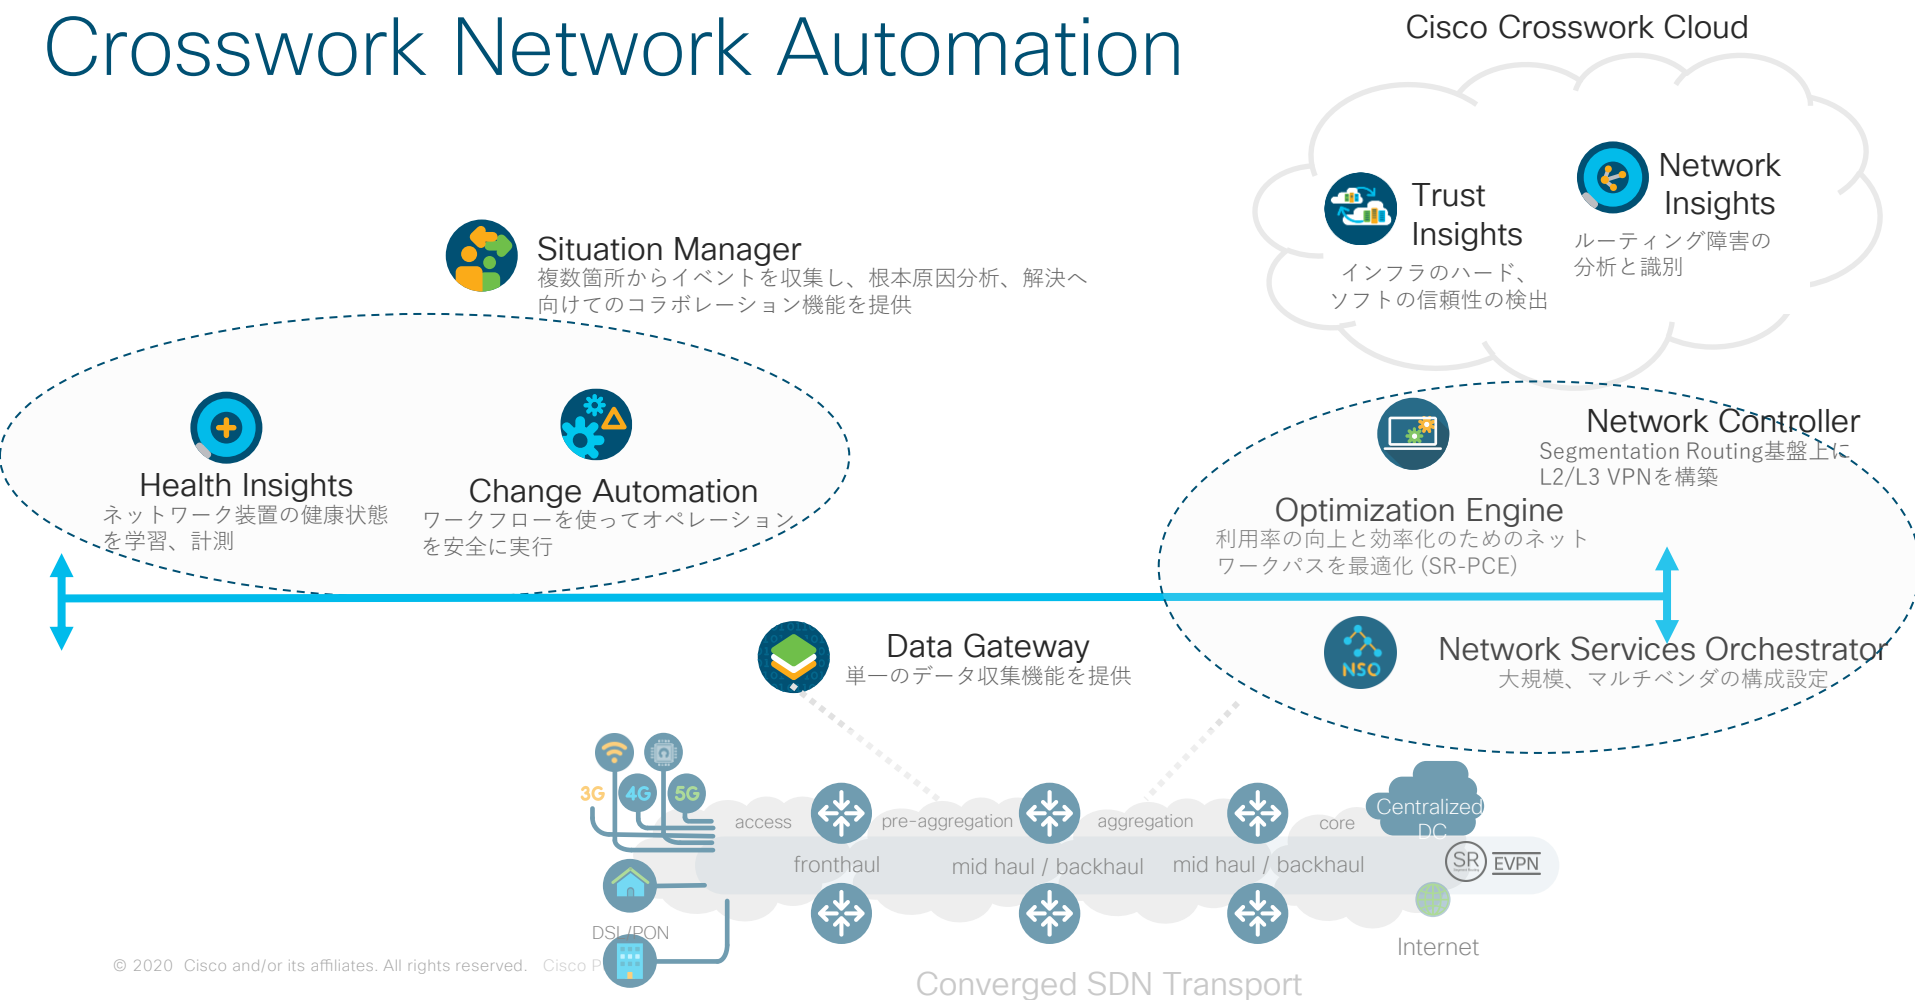 Crosswork Network Automation
Cisco Crosswork Cloud
Trust
Insights
インフラのハード、
ソフトの信頼性の検出
Network
Insights
ルーティング障害の
分析と識別
Situation Manager
複数箇所からイベントを収集し、根本原因分析、解決へ
向けてのコラボレーション機能を提供
Health Insights
ネットワーク装置の健康状態
を学習、計測
Change Automation
ワークフローを使ってオペレーション
を安全に実行
Network Controller
Segmentation Routing基盤上に
L2/L3 VPNを構築
Optimization Engine
利用率の向上と効率化のためのネット
ワークパスを最適化 (SR-PCE)
Data Gateway
単一のデータ収集機能を提供
NSO
Network Services Orchestrator
大規模、マルチベンダの構成設定
3G
4G
5G
access
pre-aggregation
aggregation
core
Centralized
DC
fronthaul
mid haul / backhaul
mid haul / backhaul
SR
EVPN
DSL/PON
Internet
© 2020 Cisco and/or its affiliates. All rights reserved. Cisco P
Converged SDN Transport